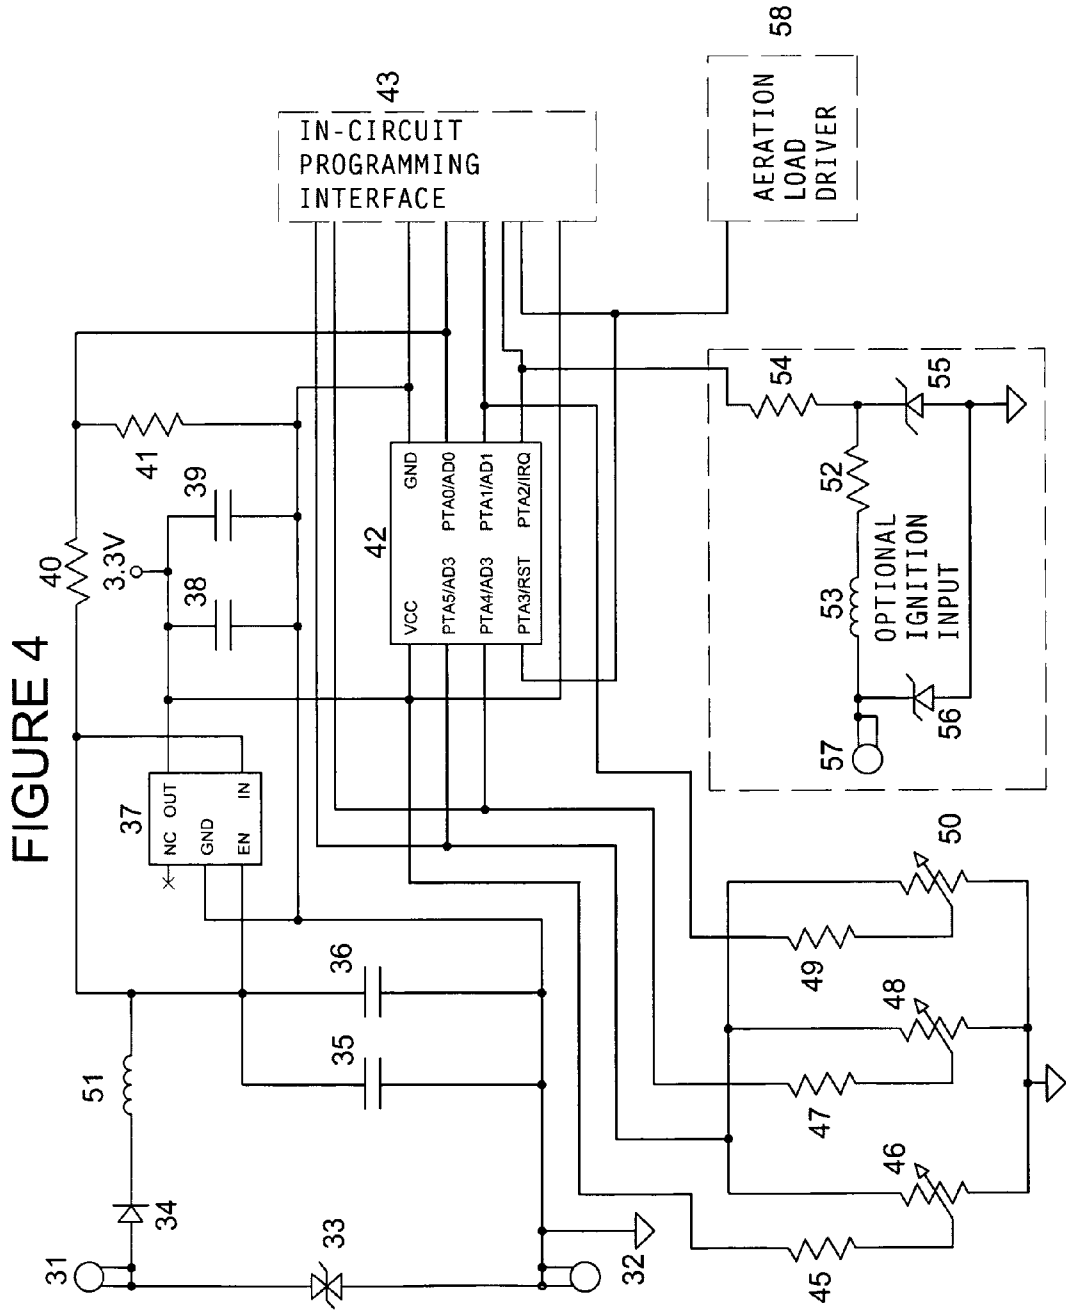 FIGURE 4
31
34
51
33
32
35
36
37
NC
OUT
GND
EN
IN
40
3.3V
38
39
41
42
VCC
GND
PTA5/AD3
PTA0/AD0
PTA4/AD3
PTA1/AD1
PTA3/RST
PTA2/IRQ
43
IN-CIRCUIT
PROGRAMMING
INTERFACE
45
46
47
48
49
50
57
56
53
52
54
55
OPTIONAL
IGNITION
INPUT
58
AERATION
LOAD
DRIVER